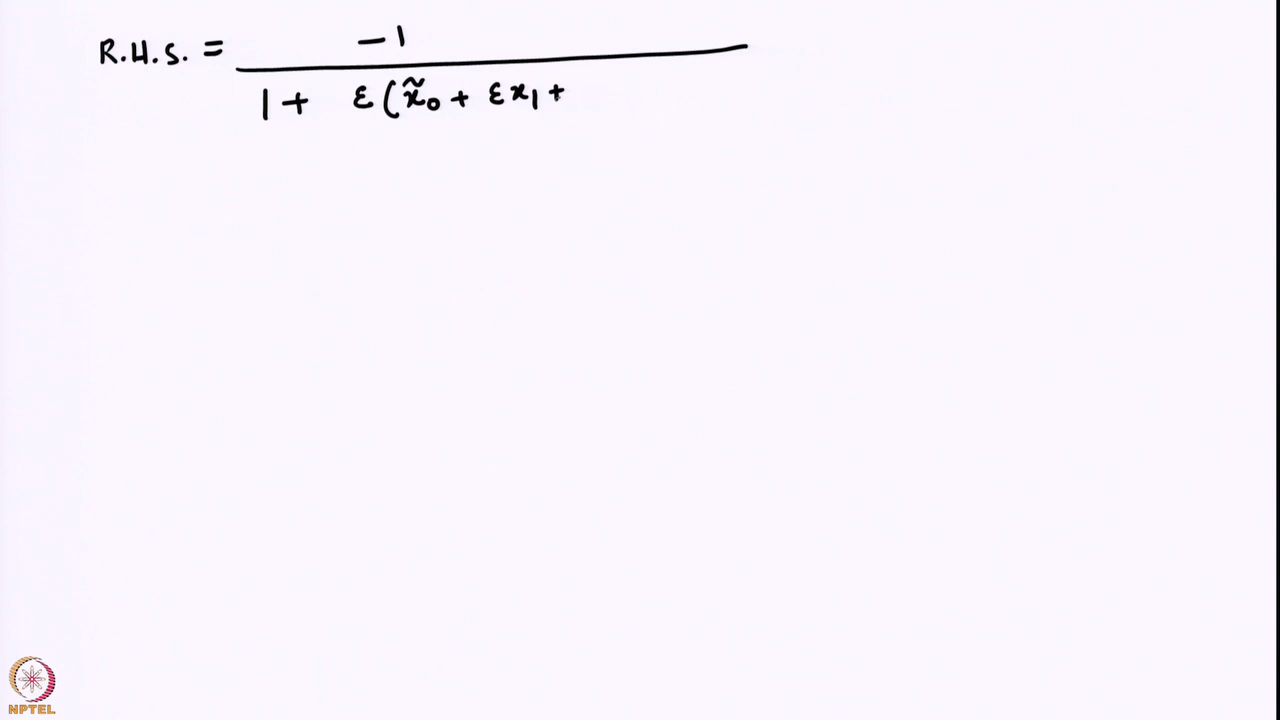 R.H.S. = -1 / 1 + ε(x̃₀ + εx₁ +
NPTEL